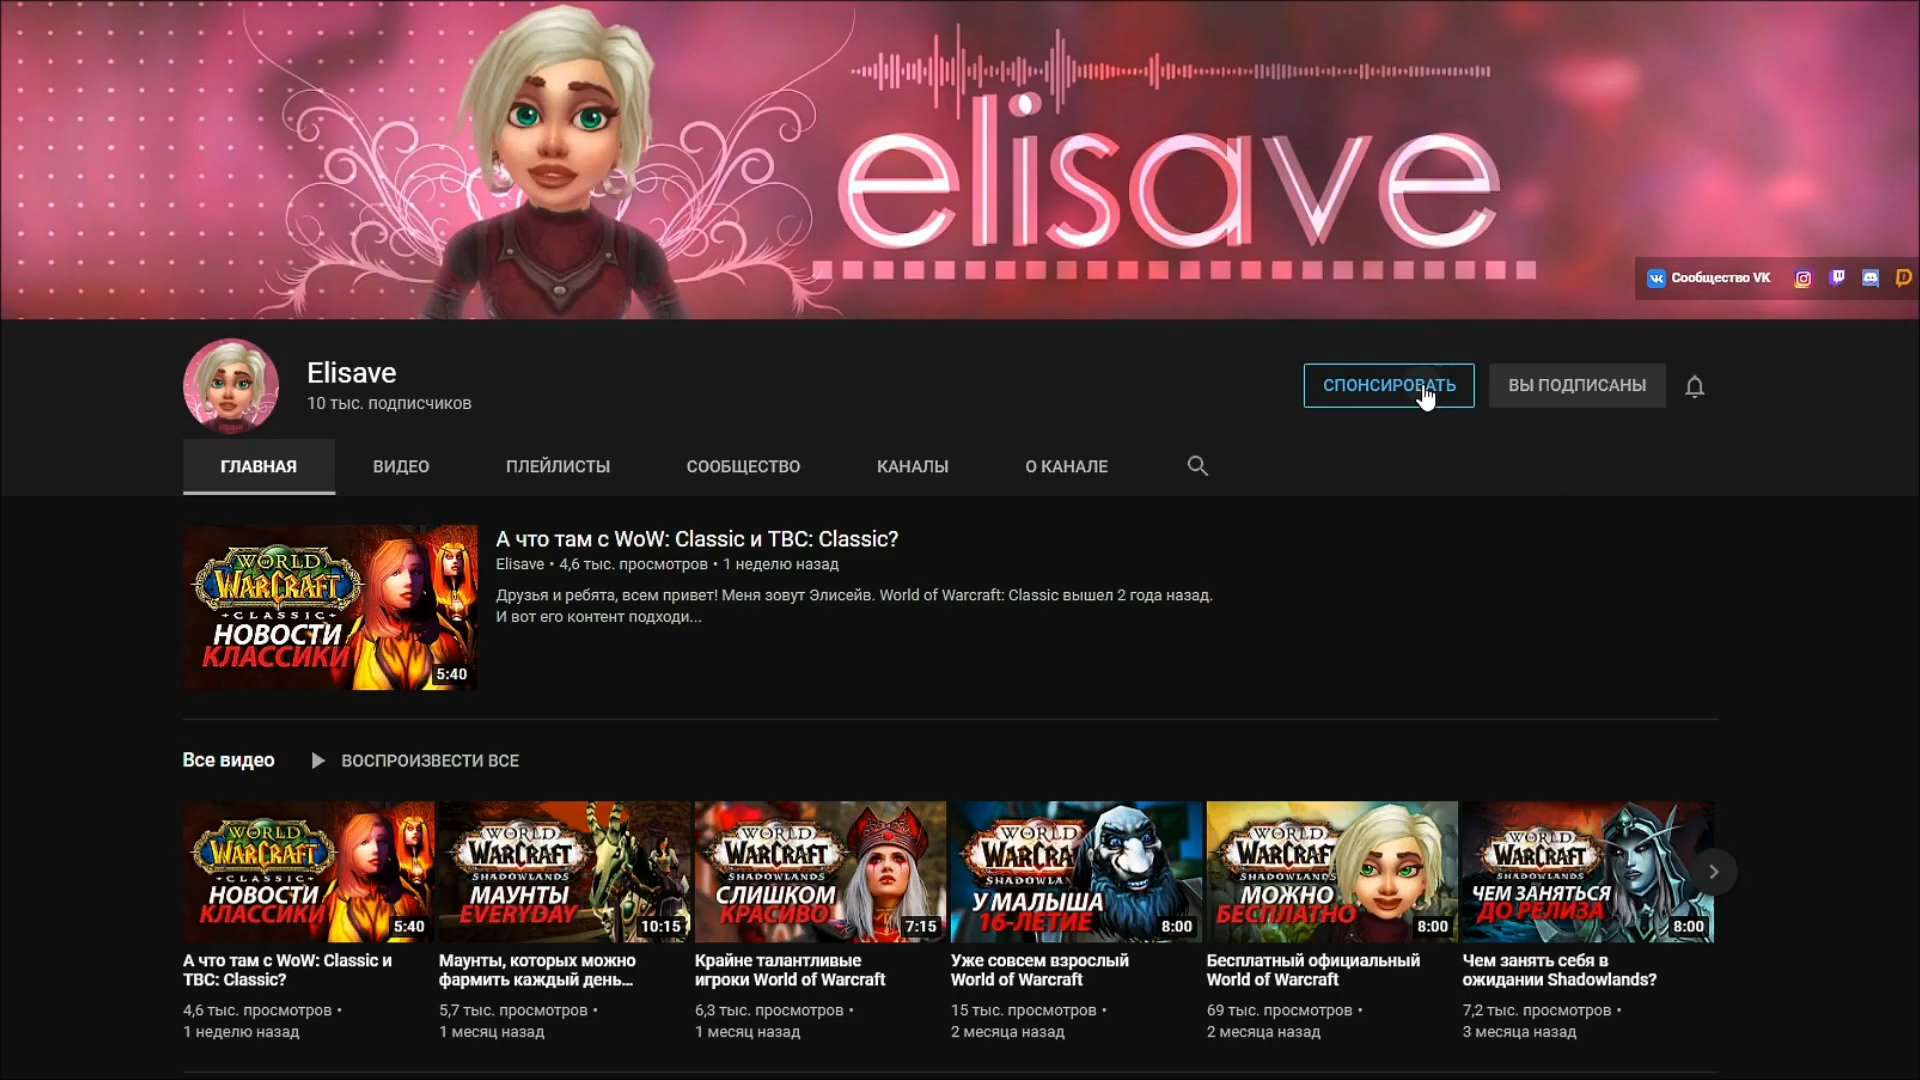 elisave
Сообщество VK
Elisave
10 тыс. подписчиков
СПОНСИРОВАТЬ
ВЫ ПОДПИСАНЫ
ГЛАВНАЯ
ВИДЕО
ПЛЕЙЛИСТЫ
СООБЩЕСТВО
КАНАЛЫ
О КАНАЛЕ
WORLD
OF
WARCRAFT
CLASSIC
НОВОСТИ
КЛАССИКИ
5:40
А что там с WoW: Classic и TBC: Classic?
Elisave • 4,6 тыс. просмотров • 1 неделю назад
Друзья и ребята, всем привет! Меня зовут Элисейв. World of Warcraft: Classic вышел 2 года назад.
И вот его контент подходи...
Все видео
ВОСПРОИЗВЕСТИ ВСЕ
WORLD
WARCRAFT
CLASSIC
НОВОСТИ
КЛАССИКИ
5:40
А что там с WoW: Classic и
TBC: Classic?
4,6 тыс. просмотров •
1 неделю назад
WORLD
WARCRAFT
SHADOWLANDS
МАУНТЫ
EVERYDAY
10:15
Маунты, которых можно
фармить каждый день...
5,7 тыс. просмотров •
1 месяц назад
WORLD
WARCRAFT
SHADOWLANDS
СЛИШКОМ
КРАСИВО
7:15
Крайне талантливые
игроки World of Warcraft
6,3 тыс. просмотров •
1 месяц назад
WORLD
WARCRA
SHADOWLAN
У МАЛЫША
16-ЛЕТИЕ
8:00
Уже совсем взрослый
World of Warcraft
15 тыс. просмотров •
2 месяца назад
WORLD
WARCRAF
SHADOWLANDS
МОЖНО
БЕСПЛАТНО
8:00
Бесплатный официальный
World of Warcraft
69 тыс. просмотров •
2 месяца назад
WORLD
WARCRAFT
SHADOWLANDS
ЧЕМ ЗАНЯТЬСЯ
ДО РЕЛИЗА
8:00
Чем занять себя в
ожидании Shadowlands?
7,2 тыс. просмотров •
3 месяца назад